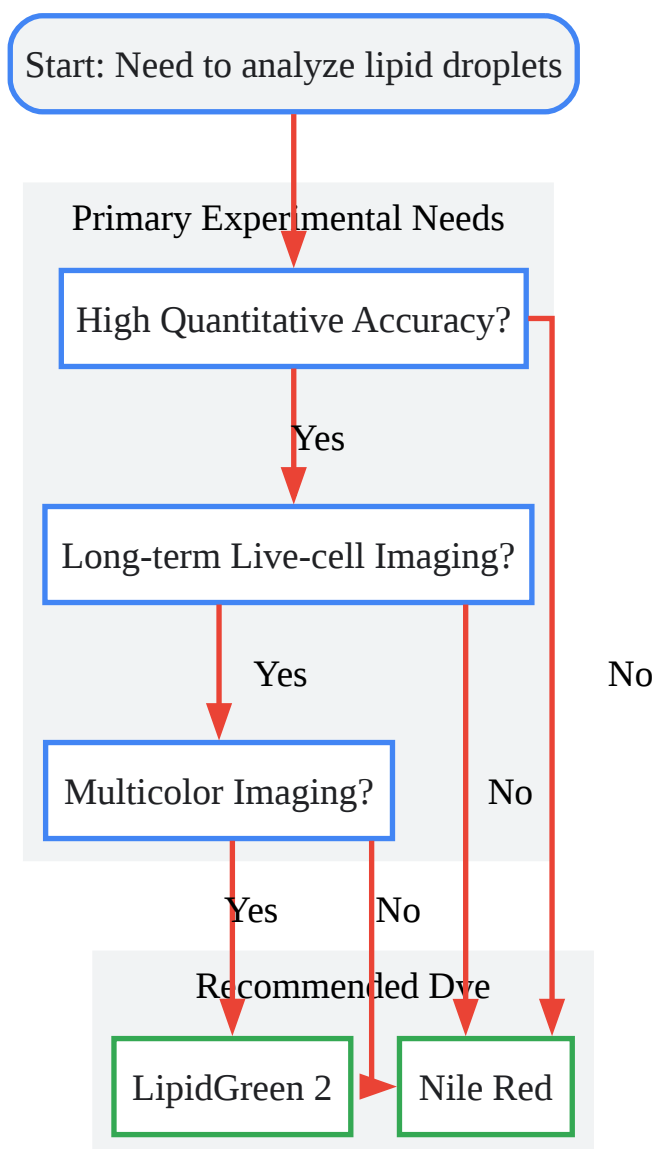 Start: Need to analyze lipid droplets
Primary Experimental Needs
High Quantitative Accuracy?
Yes
Long-term Live-cell Imaging?
Yes
No
Multicolor Imaging?
No
Yes
No
Recommended Dye
LipidGreen 2
Nile Red